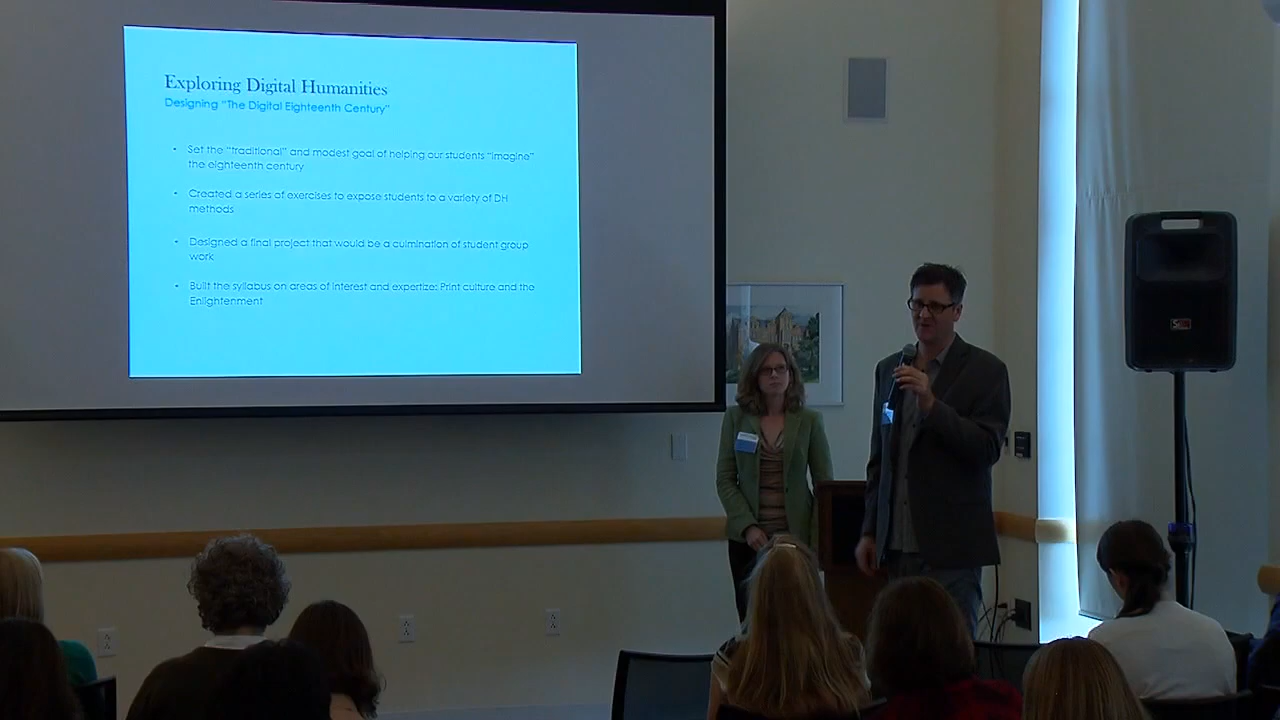 Exploring Digital Humanities
Designing "The Digital Eighteenth Century"
• Set the "traditional" and modest goal of helping our students "imagine"
the eighteenth century
• Created a series of exercises to expose students to a variety of DH
methods
• Designed a final project that would be a culmination of student group
work
• Built the syllabus on areas of interest and expertize: Print culture and the
Enlightenment